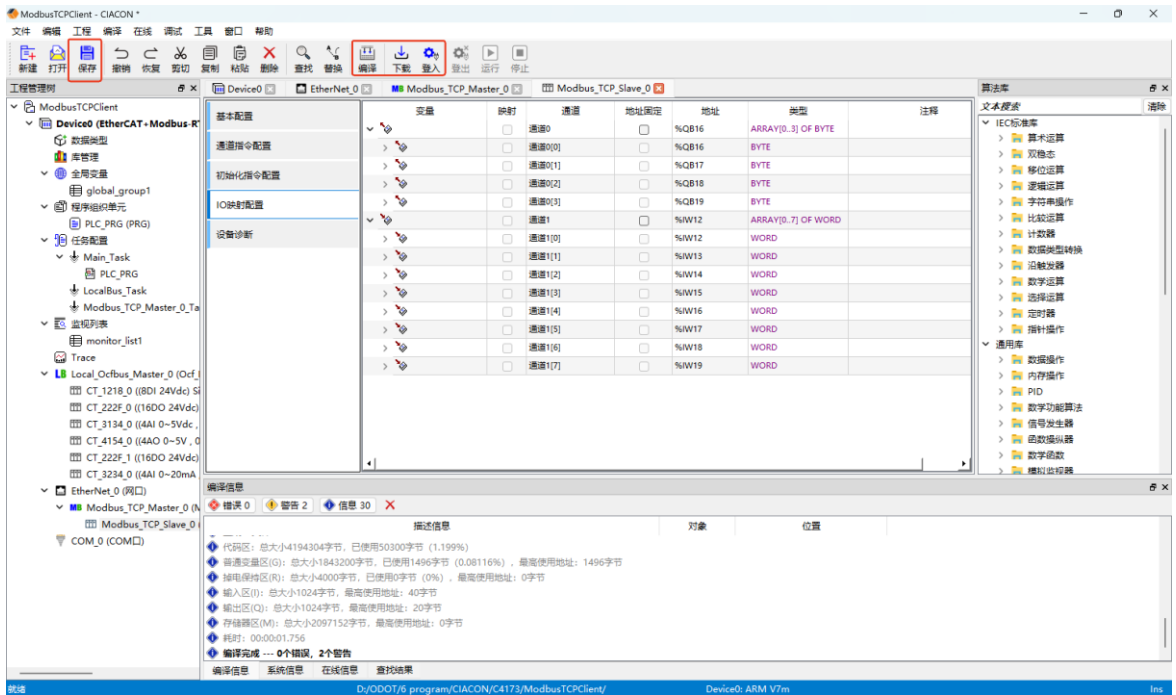 ModbusTCPClient - CIACON *
文件 编辑 工程 编译 在线 调试 工具 窗口 帮助
新建 打开 保存 撤销 恢复 剪切 复制 粘贴 删除 查找 替换 编译 下载 登入 登出 运行 停止
工程管理树
ModbusTCPClient
Device0 (EtherCAT+Modbus-R
数据类型
库管理
全局变量
global_group1
程序组织单元
PLC_PRG (PRG)
任务配置
Main_Task
PLC_PRG
LocalBus_Task
Modbus_TCP_Master_0_Ta
监视列表
monitor_list1
Trace
LB Local_Ocfbus_Master_0 (Ocf_
CT_1218_0 ((8DI 24Vdc) Si
CT_222F_0 ((16DO 24Vdc)
CT_3134_0 ((4AI 0~5Vdc ,
CT_4154_0 ((4AO 0~5V , 0
CT_222F_1 ((16DO 24Vdc)
CT_3234_0 ((4AI 0~20mA
EtherNet_0 (网口)
MB Modbus_TCP_Master_0 (M
Modbus_TCP_Slave_0 (
COM_0 (COM口)
Device0 EtherNet_0 MB Modbus_TCP_Master_0 Modbus_TCP_Slave_0
基本配置
通道指令配置
初始化指令配置
IO映射配置
设备诊断
变量 映射 通道 地址固定 地址 类型 注释
通道0 %QB16 ARRAY[0..3] OF BYTE
通道0[0] %QB16 BYTE
通道0[1] %QB17 BYTE
通道0[2] %QB18 BYTE
通道0[3] %QB19 BYTE
通道1 %IW12 ARRAY[0..7] OF WORD
通道1[0] %IW12 WORD
通道1[1] %IW13 WORD
通道1[2] %IW14 WORD
通道1[3] %IW15 WORD
通道1[4] %IW16 WORD
通道1[5] %IW17 WORD
通道1[6] %IW18 WORD
通道1[7] %IW19 WORD
算法库
文本搜索 清除
IEC标准库
算术运算
双稳态
移位运算
逻辑运算
字符串操作
比较运算
计数器
数据类型转换
沿触发器
数学运算
选择运算
定时器
指针操作
通用库
数据操作
内存操作
PID
数学功能算法
信号发生器
函数操纵器
数学函数
模拟监视器
编译信息
错误 0 警告 2 信息 30
描述信息 对象 位置
代码区：总大小4194304字节，已使用50300字节（1.199%）
普通变量区(G)：总大小1843200字节，已使用1496字节（0.08116%），最高使用地址：1496字节
掉电保持区(R)：总大小4000字节，已使用0字节（0%），最高使用地址：0字节
输入区(I)：总大小1024字节，最高使用地址：40字节
输出区(Q)：总大小1024字节，最高使用地址：20字节
存储器区(M)：总大小2097152字节，最高使用地址：0字节
耗时：00:00:01.756
编译完成 --- 0个错误，2个警告
编译信息 系统信息 在线信息 查找结果
就绪 D:/ODOT/6 program/CIACON/C4173/ModbusTCPClient/ Device0: ARM V7m Ins